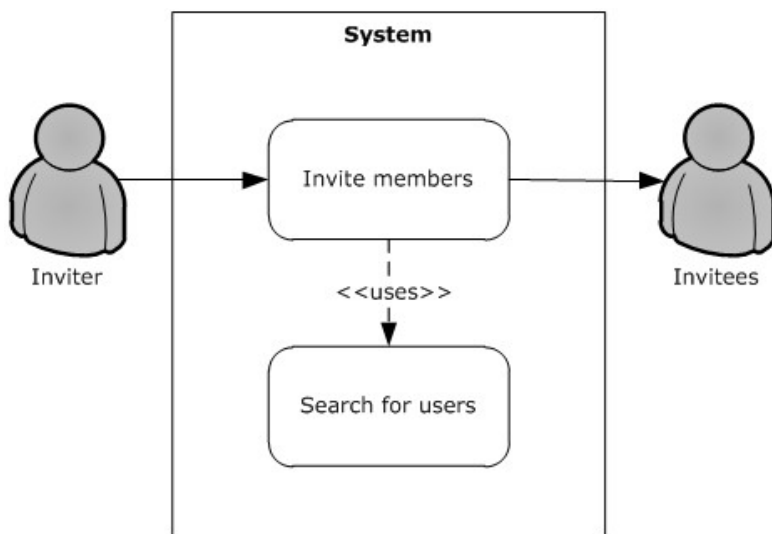 System
Invite members
Inviter
Invitees
<<uses>>
Search for users